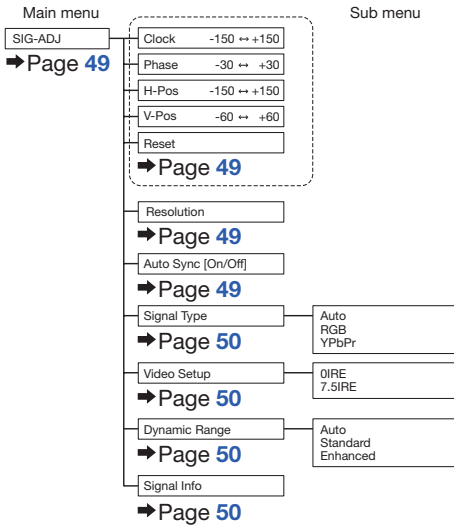 Main menu
Sub menu
SIG-ADJ
➡Page 49
Clock -150 ↔ +150
Phase -30 ↔ +30
H-Pos -150 ↔ +150
V-Pos -60 ↔ +60
Reset
➡Page 49
Resolution
➡Page 49
Auto Sync [On/Off]
➡Page 49
Signal Type
➡Page 50
Auto
RGB
YPbPr
Video Setup
➡Page 50
0IRE
7.5IRE
Dynamic Range
➡Page 50
Auto
Standard
Enhanced
Signal Info
➡Page 50